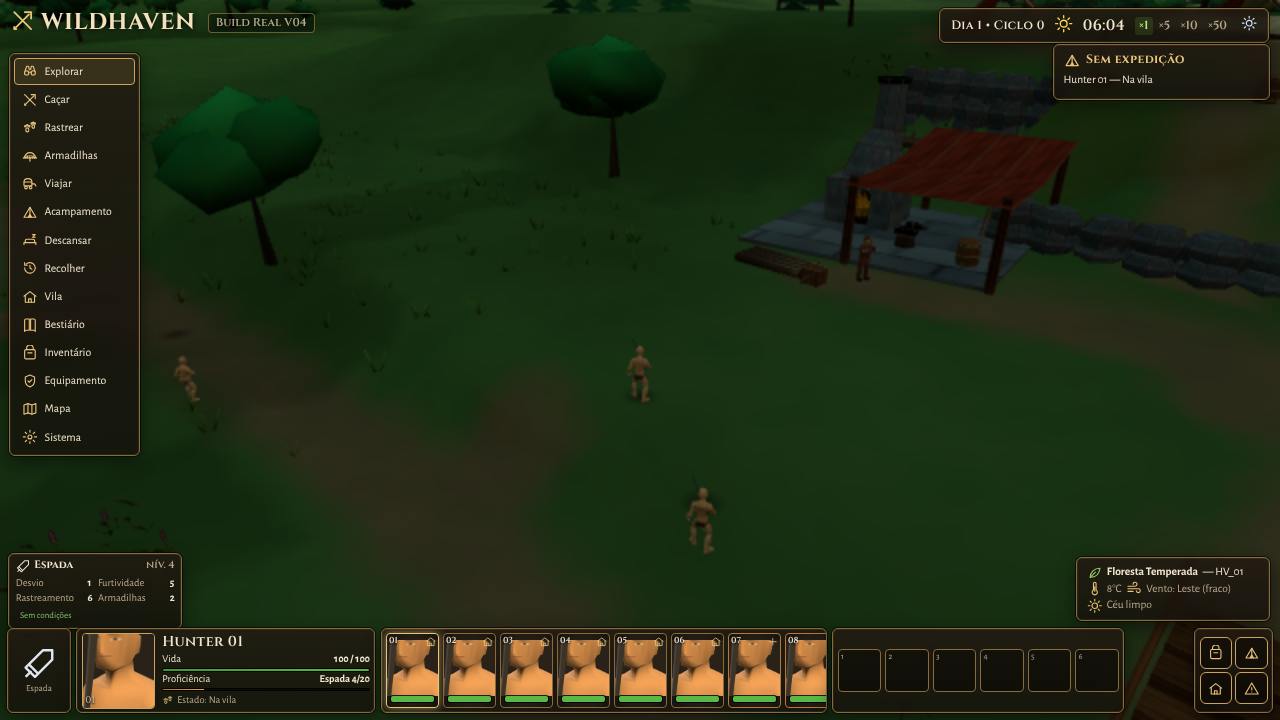 WILDHAVEN
BUILD REAL V04
DIA 1 • CICLO 0
06:04
×1 ×5 ×10 ×50
SEM EXPEDIÇÃO
Hunter 01 — Na vila
Explorar
Caçar
Rastrear
Armadilhas
Viajar
Acampamento
Descansar
Recolher
Vila
Bestiário
Inventário
Equipamento
Mapa
Sistema
ESPADA NÍV. 4
Desvio 1 Furtividade 5
Rastreamento 6 Armadilhas 2
Sem condições
Floresta Temperada — HV_01
8°C Vento: Leste (fraco)
Céu limpo
Espada
01
HUNTER 01
Vida 100/100
Proficiência Espada 4/20
Estado: Na vila
01 02 03 04 05 06 07 08
1 2 3 4 5 6